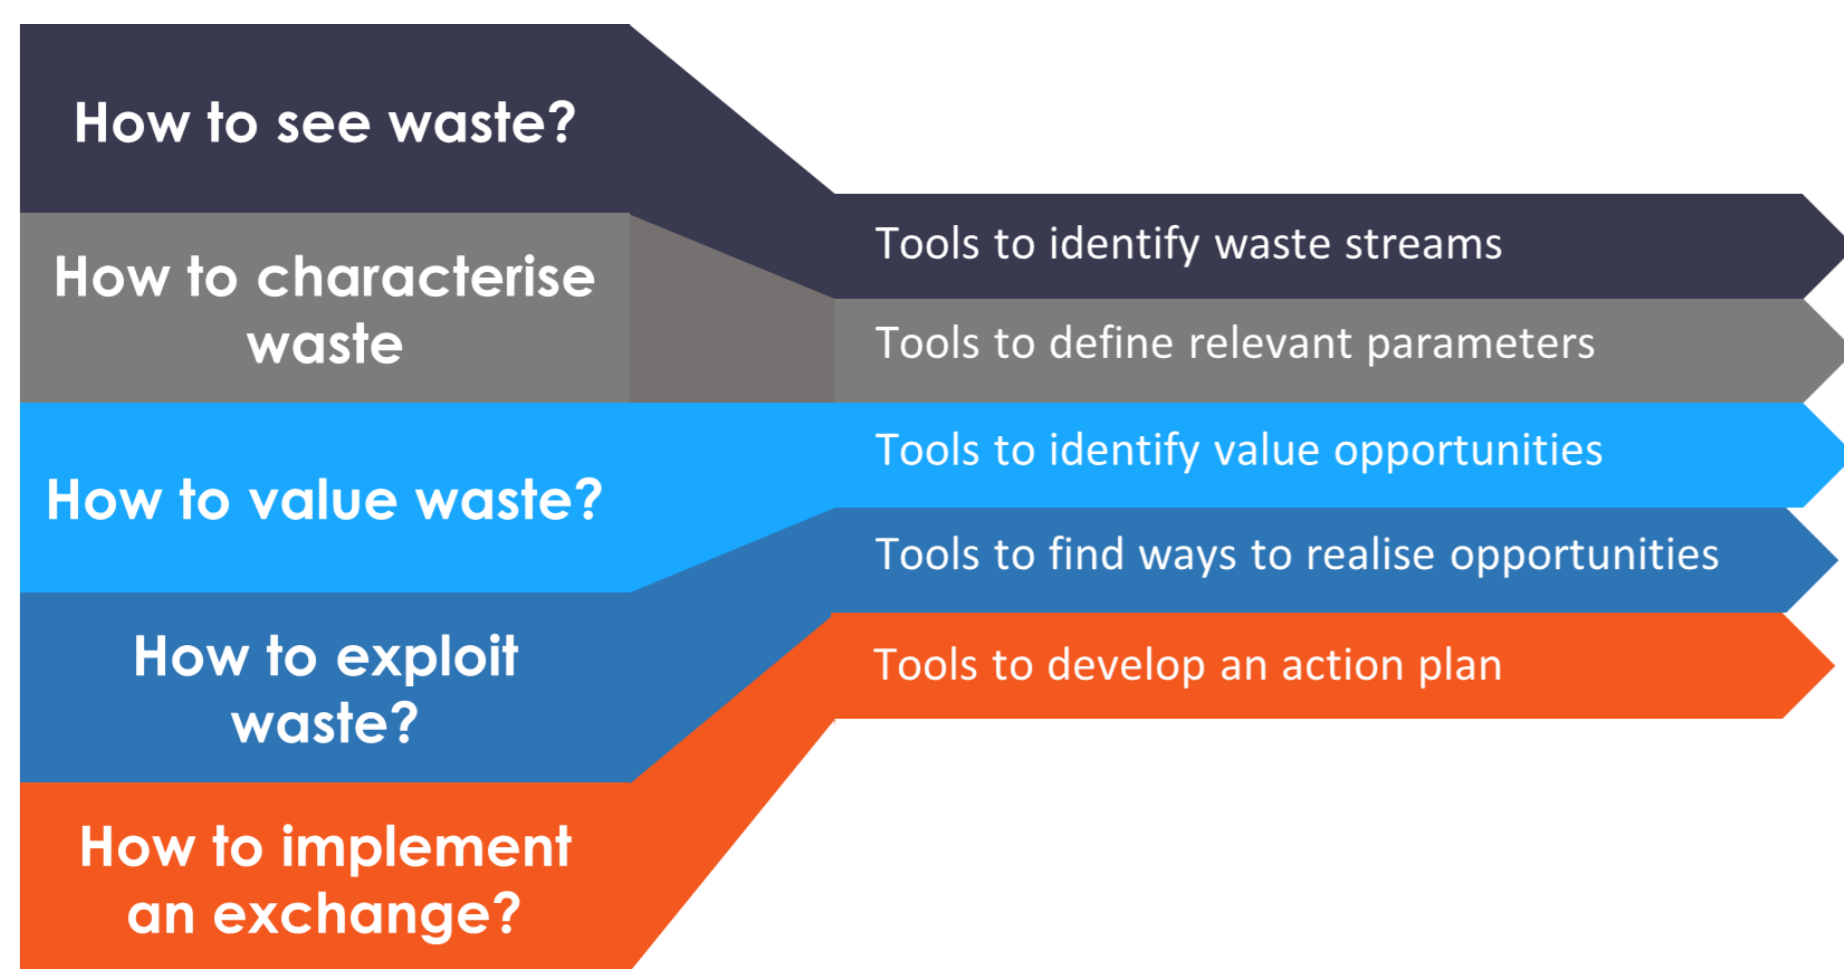 How to see waste?
Tools to identify waste streams
How to characterise
waste
Tools to define relevant parameters
How to value waste?
Tools to identify value opportunities
How to exploit
waste?
Tools to find ways to realise opportunities
How to implement
an exchange?
Tools to develop an action plan